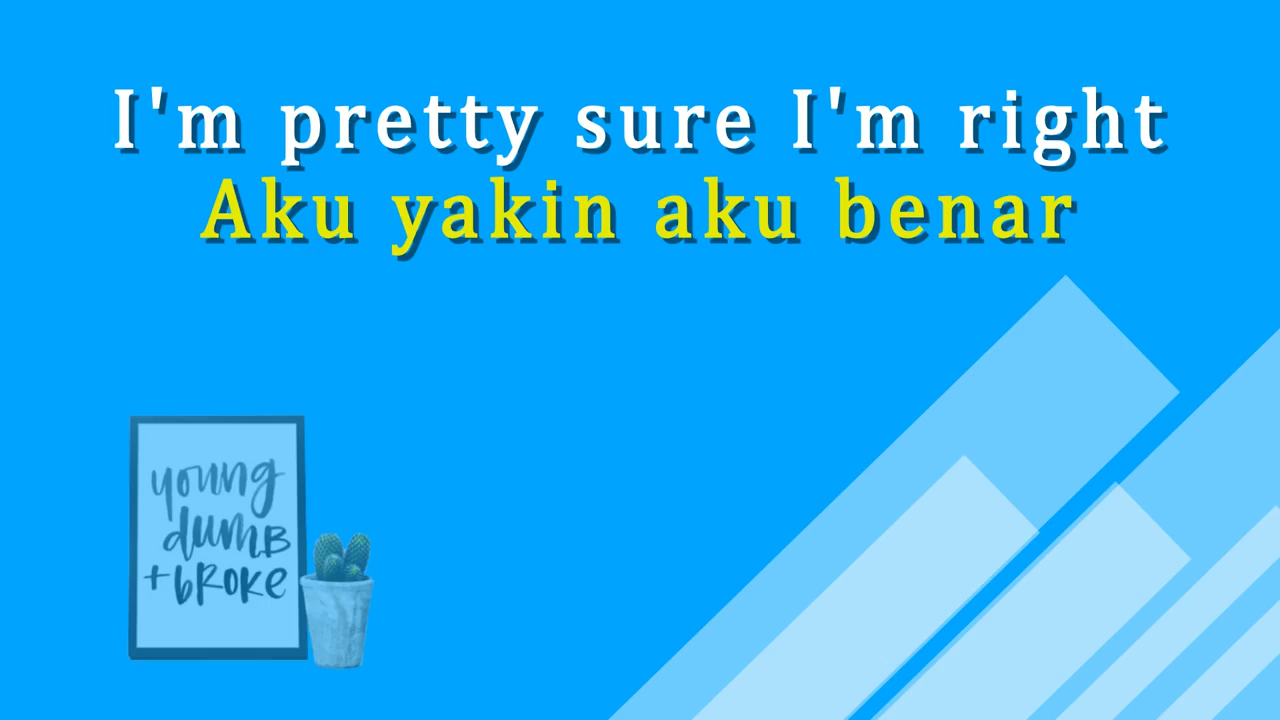 I'm pretty sure I'm right
Aku yakin aku benar
young
dumb
+broke